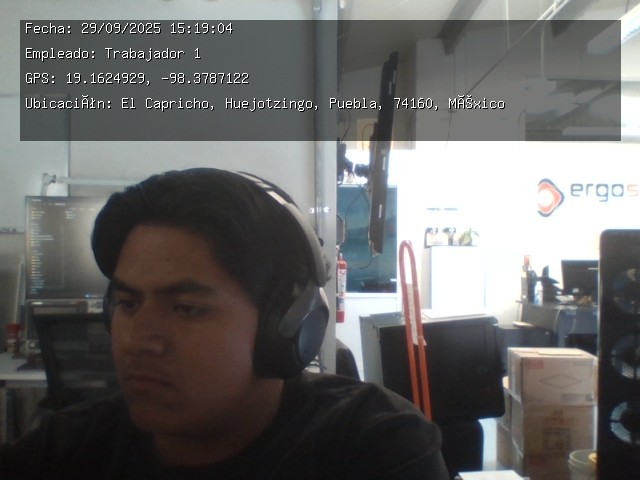 Fecha: 29/09/2025 15:19:04
Empleado: Trabajador 1
GPS: 19.1624929, -98.3787122
UbicaciÃłn: El Capricho, Huejotzingo, Puebla, 74160, MÃ©xico
ergos